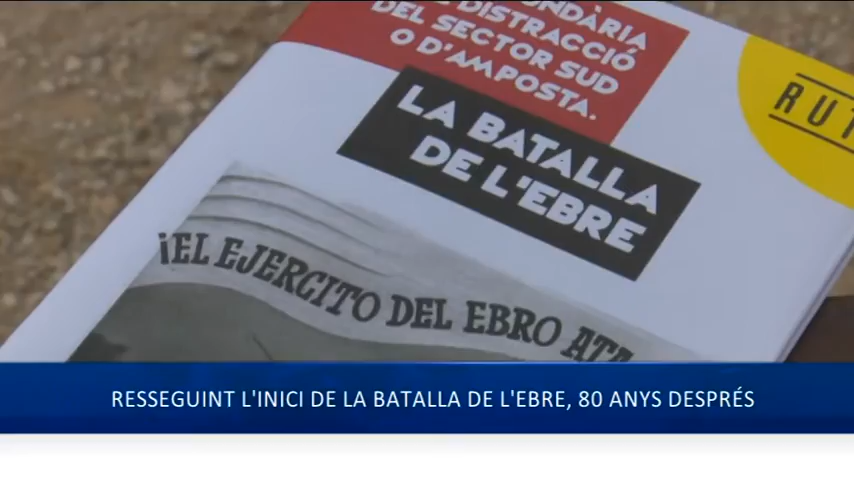 DISTRACCIÓ
DEL SECTOR SUD
O D'AMPOSTA.
LA BATALLA
DE L'EBRE
¡EL EJERCITO DEL EBRO
RESSEGUINT L'INICI DE LA BATALLA DE L'EBRE, 80 ANYS DESPRÉS